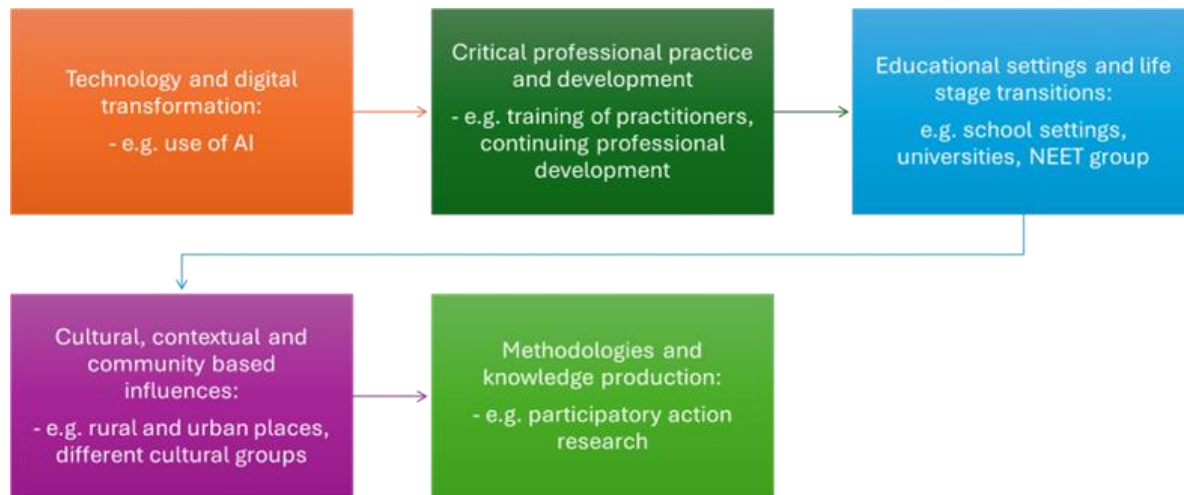 Technology and digital
transformation:
- e.g. use of AI
Critical professional practice
and development
- e.g. training of practitioners,
continuing professional
development
Educational settings and life
stage transitions:
e.g. school settings,
universities, NEET group
Cultural, contextual and
community based
influences:
- e.g. rural and urban places,
different cultural groups
Methodologies and
knowledge production:
- e.g. participatory action
research